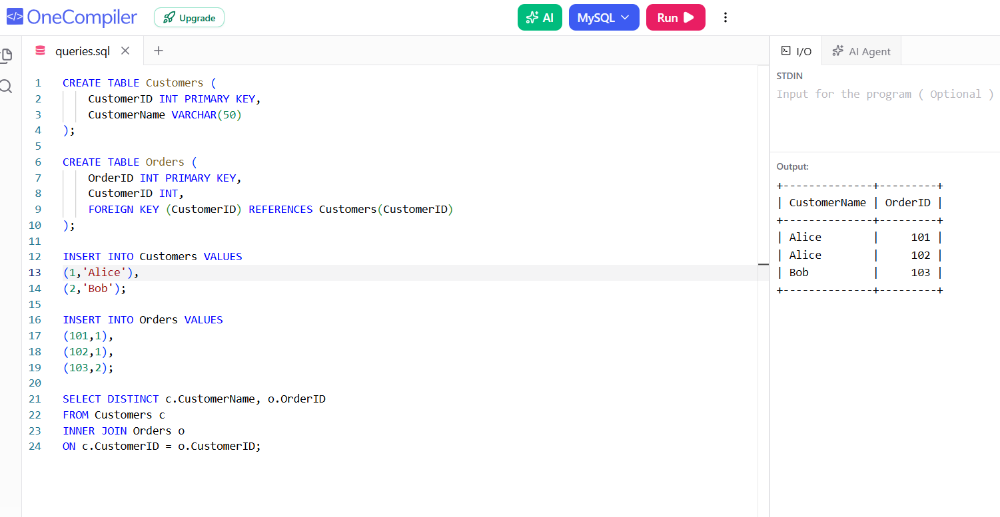 </> OneCompiler Upgrade AI MySQL Run
queries.sql
I/O AI Agent
1 CREATE TABLE Customers (
2 CustomerID INT PRIMARY KEY,
3 CustomerName VARCHAR(50)
4 );
5
6 CREATE TABLE Orders (
7 OrderID INT PRIMARY KEY,
8 CustomerID INT,
9 FOREIGN KEY (CustomerID) REFERENCES Customers(CustomerID)
10 );
11
12 INSERT INTO Customers VALUES
13 (1,'Alice'),
14 (2,'Bob');
15
16 INSERT INTO Orders VALUES
17 (101,1),
18 (102,1),
19 (103,2);
20
21 SELECT DISTINCT c.CustomerName, o.OrderID
22 FROM Customers c
23 INNER JOIN Orders o
24 ON c.CustomerID = o.CustomerID;
STDIN
Input for the program ( Optional )
Output:
+--------------+---------+
| CustomerName | OrderID |
+--------------+---------+
| Alice        |     101 |
| Alice        |     102 |
| Bob          |     103 |
+--------------+---------+